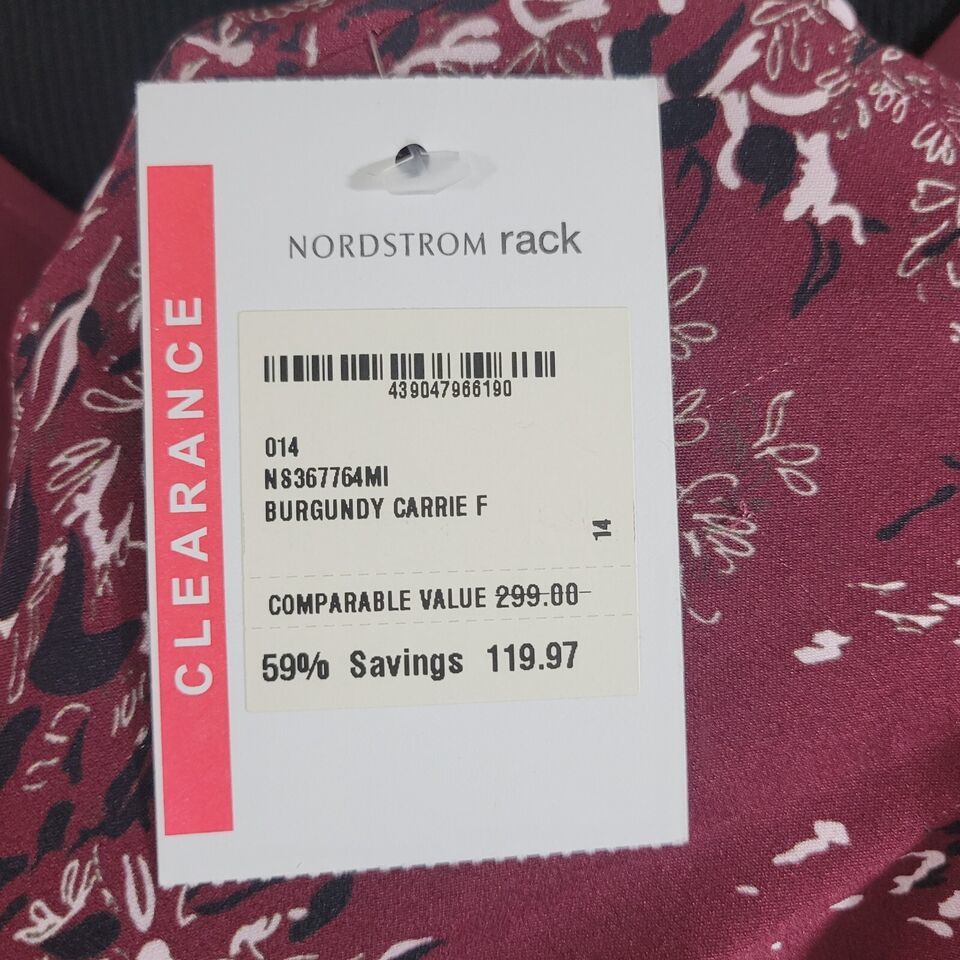 NORDSTROM rack
CLEARANCE
439047966190
014
NS367764MI
BURGUNDY CARRIE F
14
COMPARABLE VALUE 299.00
59% Savings 119.97